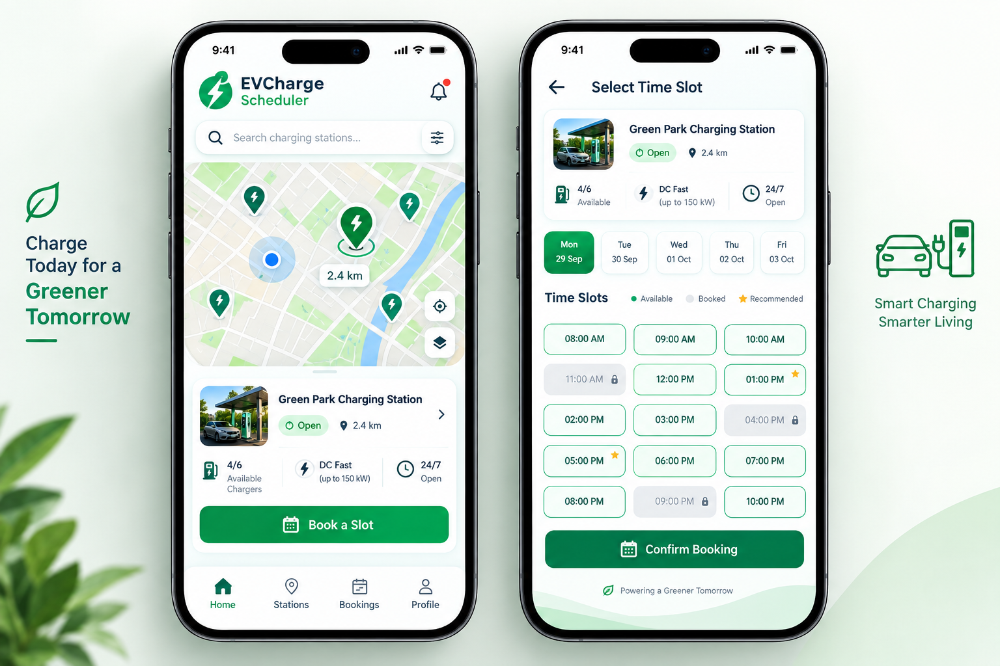 Charge
Today for a
Greener
Tomorrow
9:41
EVCharge
Scheduler
Search charging stations...
2.4 km
Green Park Charging Station
Open
2.4 km
4/6
Available
Chargers
DC Fast
(up to 150 kW)
24/7
Open
Book a Slot
Home
Stations
Bookings
Profile
9:41
Select Time Slot
Green Park Charging Station
Open
2.4 km
4/6
Available
DC Fast
(up to 150 kW)
24/7
Open
Mon
29 Sep
Tue
30 Sep
Wed
01 Oct
Thu
02 Oct
Fri
03 Oct
Time Slots
Available
Booked
Recommended
08:00 AM
09:00 AM
10:00 AM
11:00 AM
12:00 PM
01:00 PM
02:00 PM
03:00 PM
04:00 PM
05:00 PM
06:00 PM
07:00 PM
08:00 PM
09:00 PM
10:00 PM
Confirm Booking
Powering a Greener Tomorrow
Smart Charging
Smarter Living